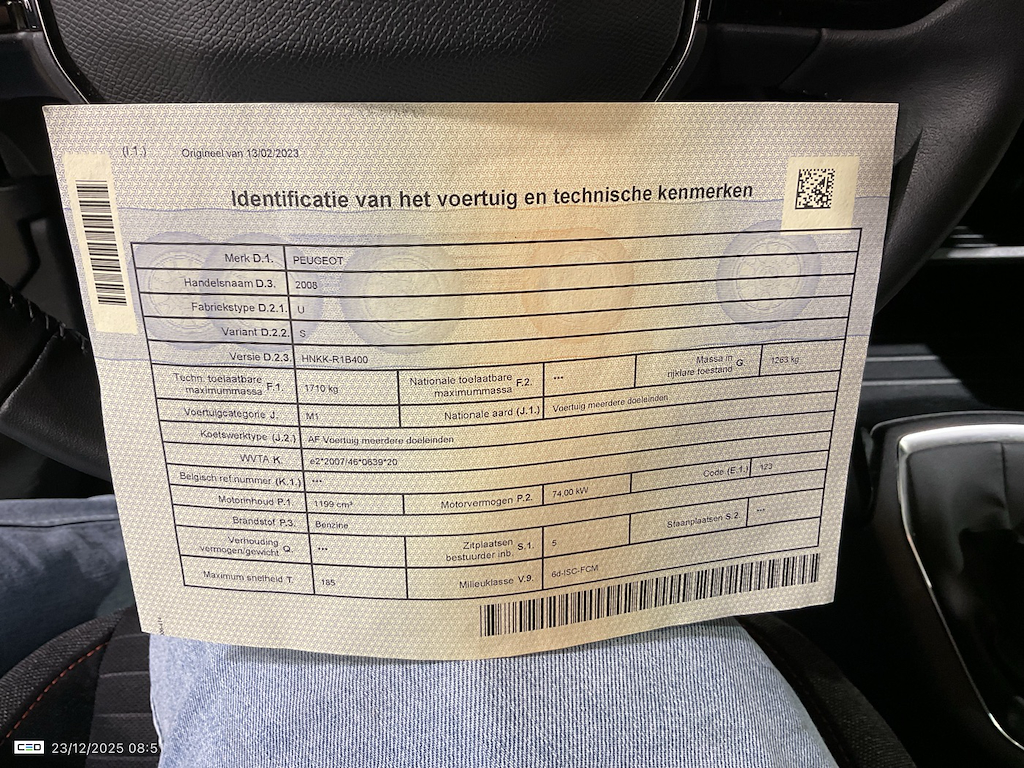 (I.1.) Origineel van 13/02/2023
Identificatie van het voertuig en technische kenmerken
Merk D.1. PEUGEOT
Handelsnaam D.3. 2008
Fabriekstype D.2.1. U
Variant D.2.2. S
Versie D.2.3. HNKK-R1B400
Techn. toelaatbare maximummassa F.1. 1710 kg Nationale toelaatbare maximummassa F.2. *** Massa in rijklare toestand G. 1263 kg
Voertuigcategorie J. M1 Nationale aard (J.1.) Voertuig meerdere doeleinden
Koetswerktype (J.2.) AF Voertuig meerdere doeleinden
WVTA K. e2*2007/46*0639*20
Belgisch ref.nummer (K.1.) *** Code (E.1.) 123
Motorinhoud P.1. 1199 cm³ Motorvermogen P.2. 74,00 kW
Brandstof P.3. Benzine
Verhouding vermogen/gewicht Q. *** Zitplaatsen bestuurder inb. S.1. 5 Staanplaatsen S.2. ***
Maximum snelheid T. 185 Milieuklasse V.9. 6d-ISC-FCM
CEO 23/12/2025 08:5